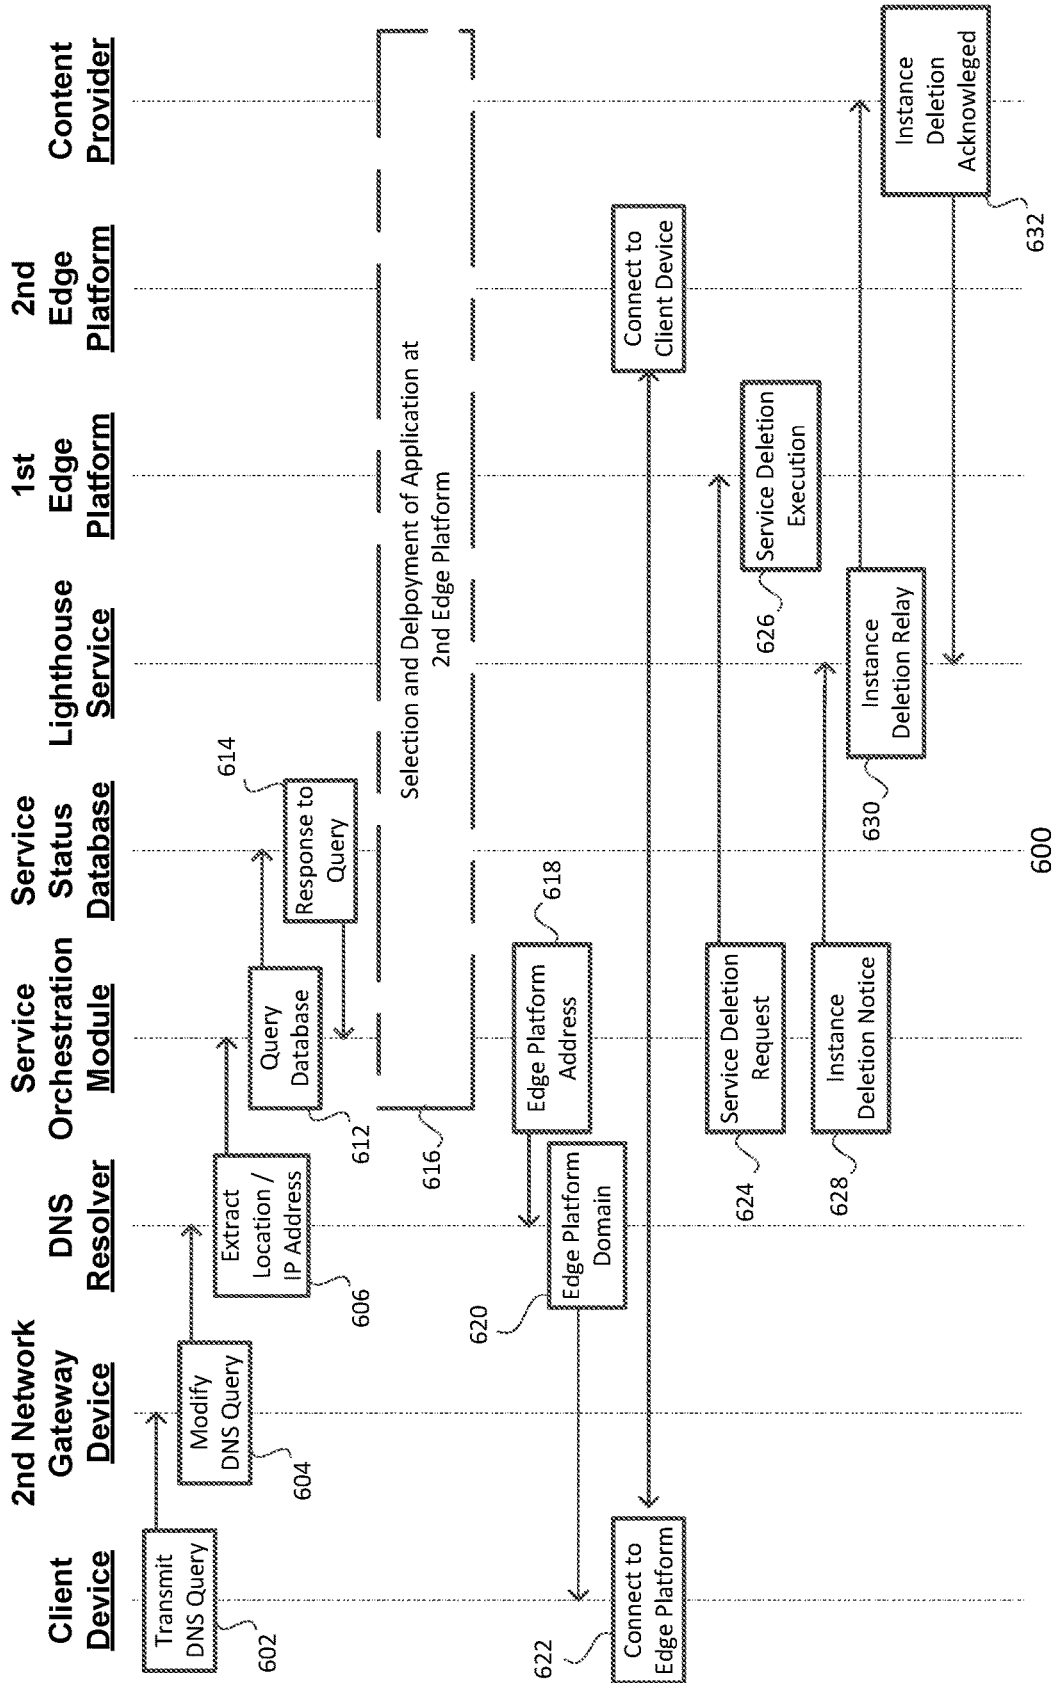 Client
Device
2nd Network
Gateway
Device
DNS
Resolver
Service
Orchestration
Module
Service
Status
Database
Lighthouse
Service
1st
Edge
Platform
2nd
Edge
Platform
Content
Provider
Transmit
DNS Query
602
Modify
DNS Query
604
Extract
Location /
IP Address
606
Query
Database
612
Response to
Query
614
Selection and Delpoyment of Application at
2nd Edge Platform
616
Edge Platform
Address
618
Edge Platform
Domain
620
Connect to
Edge Platform
622
Connect to
Client Device
Service Deletion
Request
624
Service Deletion
Execution
626
Instance
Deletion Notice
628
Instance
Deletion Relay
630
Instance
Deletion
Acknowleged
632
600